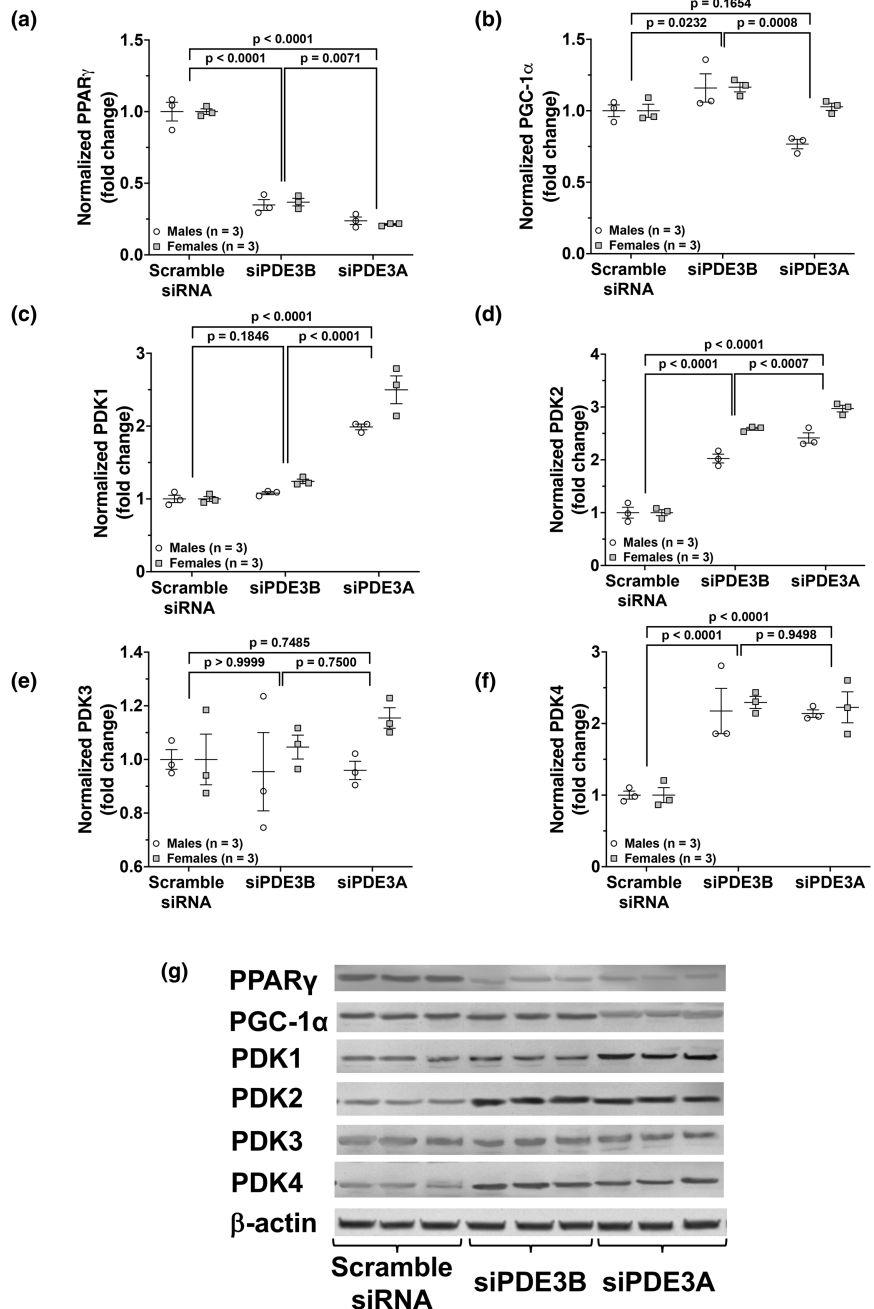 (a)
p < 0.0001
p < 0.0001
p = 0.0071
Normalized PPARγ
(fold change)
1.5
1.0
0.5
0.0
Males (n = 3)
Females (n = 3)
Scramble
siRNA
siPDE3B
siPDE3A
(b)
p = 0.1654
p = 0.0232
p = 0.0008
Normalized PGC-1α
(fold change)
1.5
1.0
0.5
0.0
Males (n = 3)
Females (n = 3)
Scramble
siRNA
siPDE3B
siPDE3A
(c)
p < 0.0001
p = 0.1846
p < 0.0001
Normalized PDK1
(fold change)
3
2
1
0
Males (n = 3)
Females (n = 3)
Scramble
siRNA
siPDE3B
siPDE3A
(d)
p < 0.0001
p < 0.0001
p < 0.0007
Normalized PDK2
(fold change)
4
3
2
1
0
Males (n = 3)
Females (n = 3)
Scramble
siRNA
siPDE3B
siPDE3A
(e)
p = 0.7485
p > 0.9999
p = 0.7500
Normalized PDK3
(fold change)
1.4
1.2
1.0
0.8
0.6
Males (n = 3)
Females (n = 3)
Scramble
siRNA
siPDE3B
siPDE3A
(f)
p < 0.0001
p < 0.0001
p = 0.9498
Normalized PDK4
(fold change)
3
2
1
0
Males (n = 3)
Females (n = 3)
Scramble
siRNA
siPDE3B
siPDE3A
(g)
PPARγ
PGC-1α
PDK1
PDK2
PDK3
PDK4
β-actin
Scramble
siRNA
siPDE3B
siPDE3A